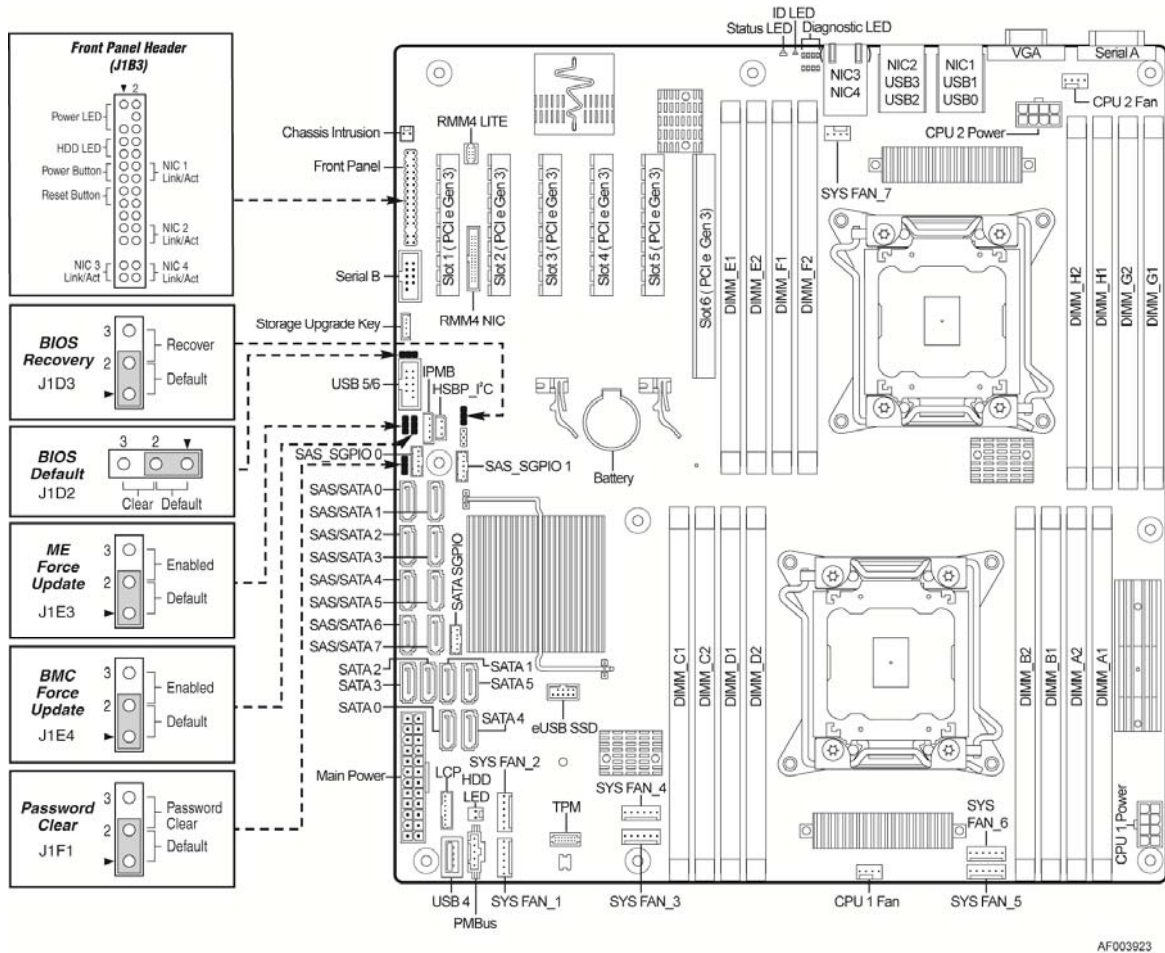 Front Panel Header
(J1B3)
2
Power LED
HDD LED
Power Button
NIC 1
Link/Act
Reset Button
NIC 2
Link/Act
NIC 3
Link/Act
NIC 4
Link/Act
BIOS
Recovery
J1D3
3
2
Recover
Default
BIOS
Default
J1D2
3 2
Clear Default
ME
Force
Update
J1E3
3
2
Enabled
Default
BMC
Force
Update
J1E4
3
2
Enabled
Default
Password
Clear
J1F1
3
2
Password
Clear
Default
ID LED
Status LED
Diagnostic LED
NIC3
NIC4
NIC2
USB3
USB2
NIC1
USB1
USB0
VGA
Serial A
CPU 2 Fan
CPU 2 Power
SYS FAN_7
Chassis Intrusion
RMM4 LITE
Front Panel
Slot 1 ( PCI e Gen 3)
Slot 2 ( PCI e Gen 3)
Slot 3 ( PCI e Gen 3)
Slot 4 ( PCI e Gen 3)
Slot 5 ( PCI e Gen 3)
Slot 6 ( PCI e Gen 3)
DIMM_E1
DIMM_E2
DIMM_F1
DIMM_F2
DIMM_H2
DIMM_H1
DIMM_G2
DIMM_G1
Serial B
RMM4 NIC
Storage Upgrade Key
USB 5/6
IPMB
HSBP_I²C
SAS_SGPIO 0
SAS_SGPIO 1
Battery
SAS/SATA 0
SAS/SATA 1
SAS/SATA 2
SAS/SATA 3
SAS/SATA 4
SAS/SATA 5
SAS/SATA 6
SAS/SATA 7
SATA SGPIO
SATA 2
SATA 3
SATA 0
SATA 1
SATA 5
SATA 4
eUSB SSD
DIMM_C1
DIMM_C2
DIMM_D1
DIMM_D2
DIMM_B2
DIMM_B1
DIMM_A2
DIMM_A1
Main Power
LCP
HDD
LED
SYS FAN_2
SYS FAN_4
TPM
SYS
FAN_6
CPU 1 Power
USB 4
PMBus
SYS FAN_1
SYS FAN_3
CPU 1 Fan
SYS FAN_5
AF003923